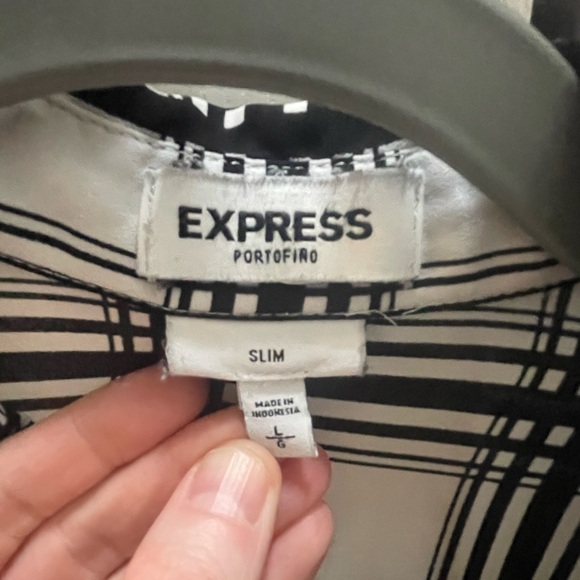 EXPRESS
PORTOFINO
SLIM
MADE IN
INDONESIA
L
G